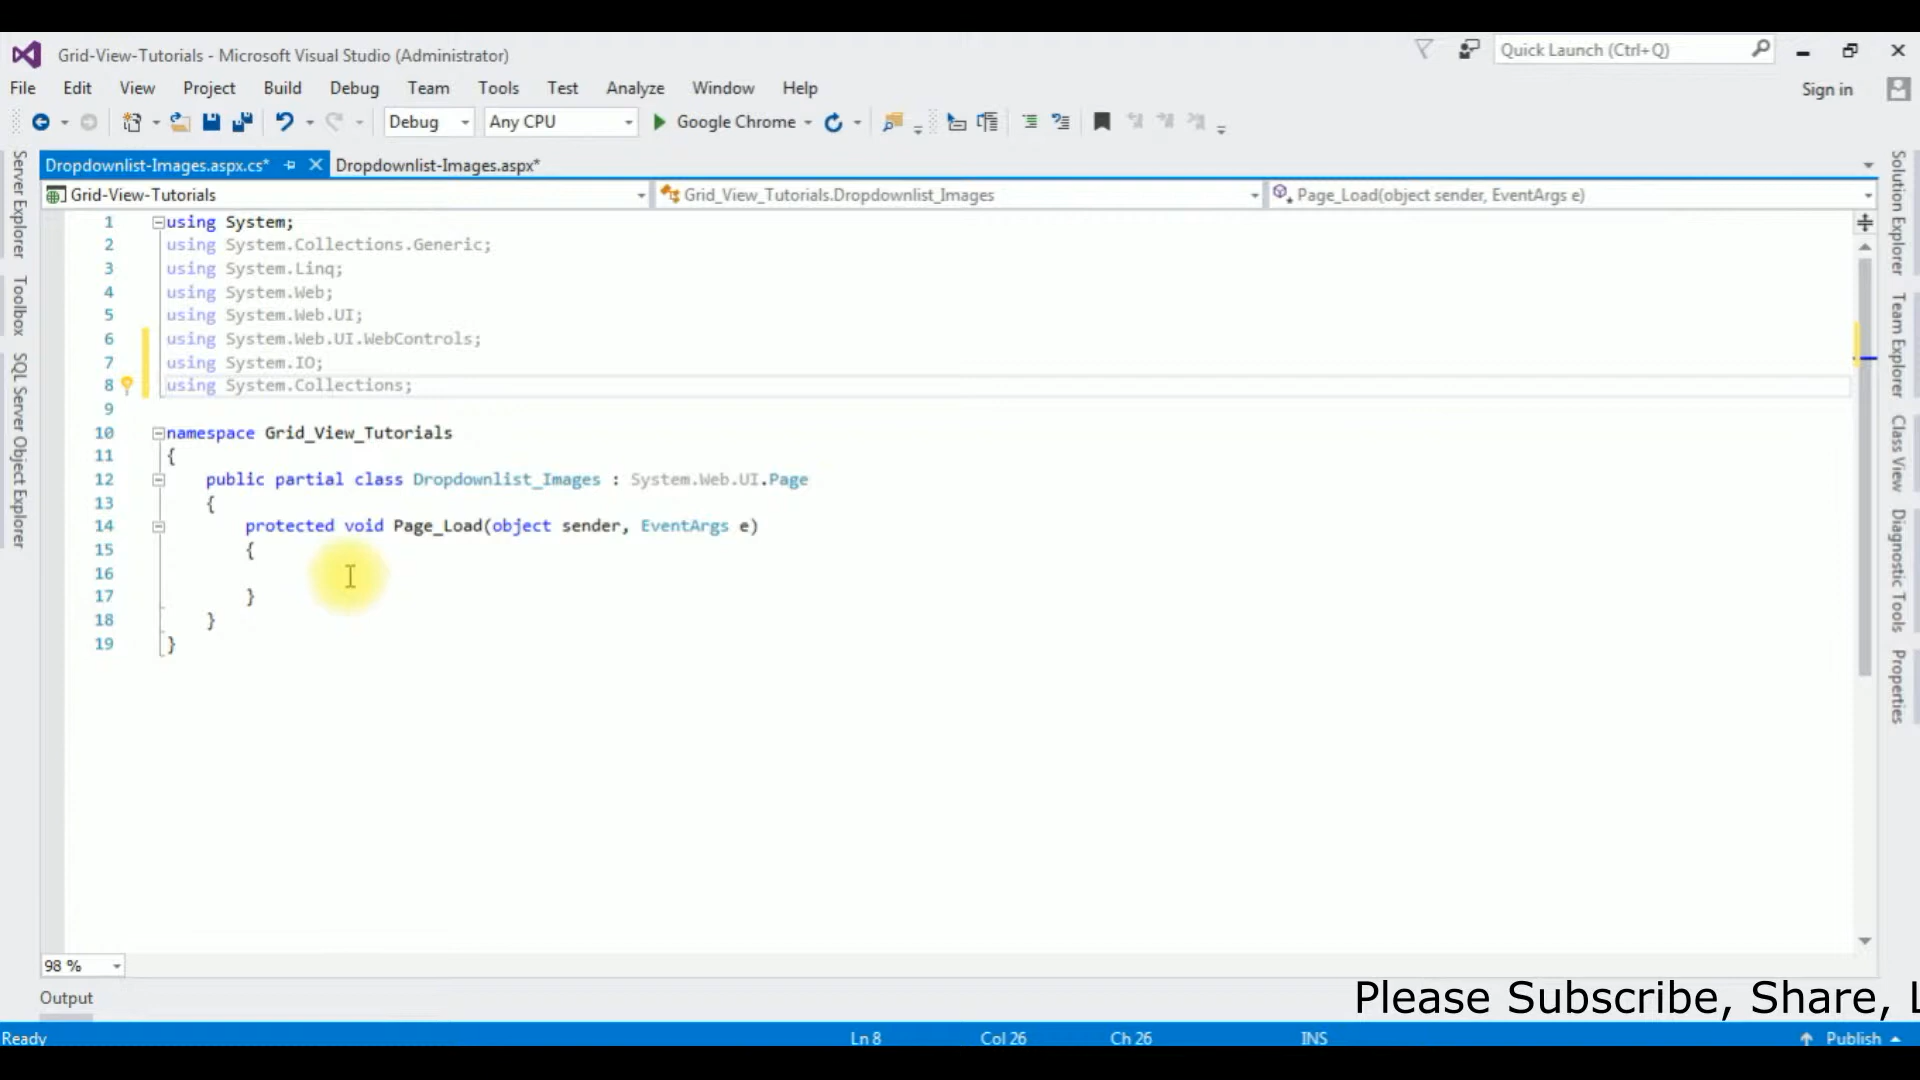 Grid-View-Tutorials - Microsoft Visual Studio (Administrator)
Quick Launch (Ctrl+Q)
File Edit View Project Build Debug Team Tools Test Analyze Window Help
Sign in
Debug Any CPU Google Chrome
Dropdownlist-Images.aspx.cs* Dropdownlist-Images.aspx*
Grid-View-Tutorials Grid_View_Tutorials.Dropdownlist_Images Page_Load(object sender, EventArgs e)
Server Explorer
Toolbox
SQL Server Object Explorer
1 using System;
2 using System.Collections.Generic;
3 using System.Linq;
4 using System.Web;
5 using System.Web.UI;
6 using System.Web.UI.WebControls;
7 using System.IO;
8 using System.Collections;
9
10 namespace Grid_View_Tutorials
11 {
12 public partial class Dropdownlist_Images : System.Web.UI.Page
13 {
14 protected void Page_Load(object sender, EventArgs e)
15 {
16
17 }
18 }
19 }
Solution Explorer
Team Explorer
Class View
Diagnostic Tools
Properties
98 %
Output
Please Subscribe, Share, L
Ready Ln 8 Col 26 Ch 26 INS Publish